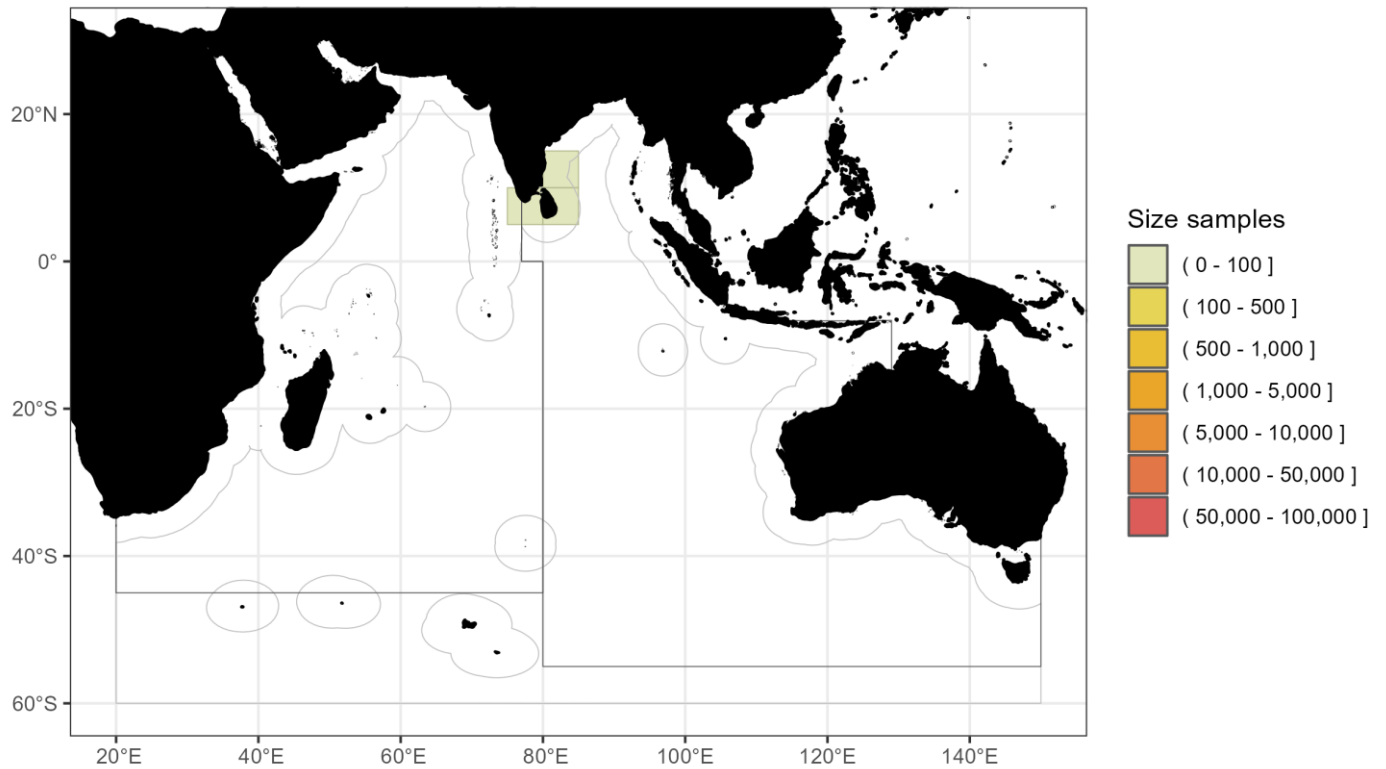 20°N
0°
20°S
40°S
60°S
20°E
40°E
60°E
80°E
100°E
120°E
140°E
Size samples
( 0 - 100 ]
( 100 - 500 ]
( 500 - 1,000 ]
( 1,000 - 5,000 ]
( 5,000 - 10,000 ]
( 10,000 - 50,000 ]
( 50,000 - 100,000 ]